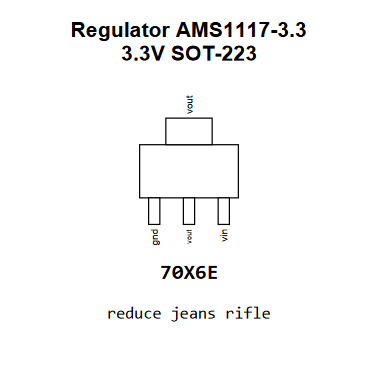 Regulator AMS1117-3.3
3.3V SOT-223
vout
gnd
vout
vin
70X6E
reduce jeans rifle